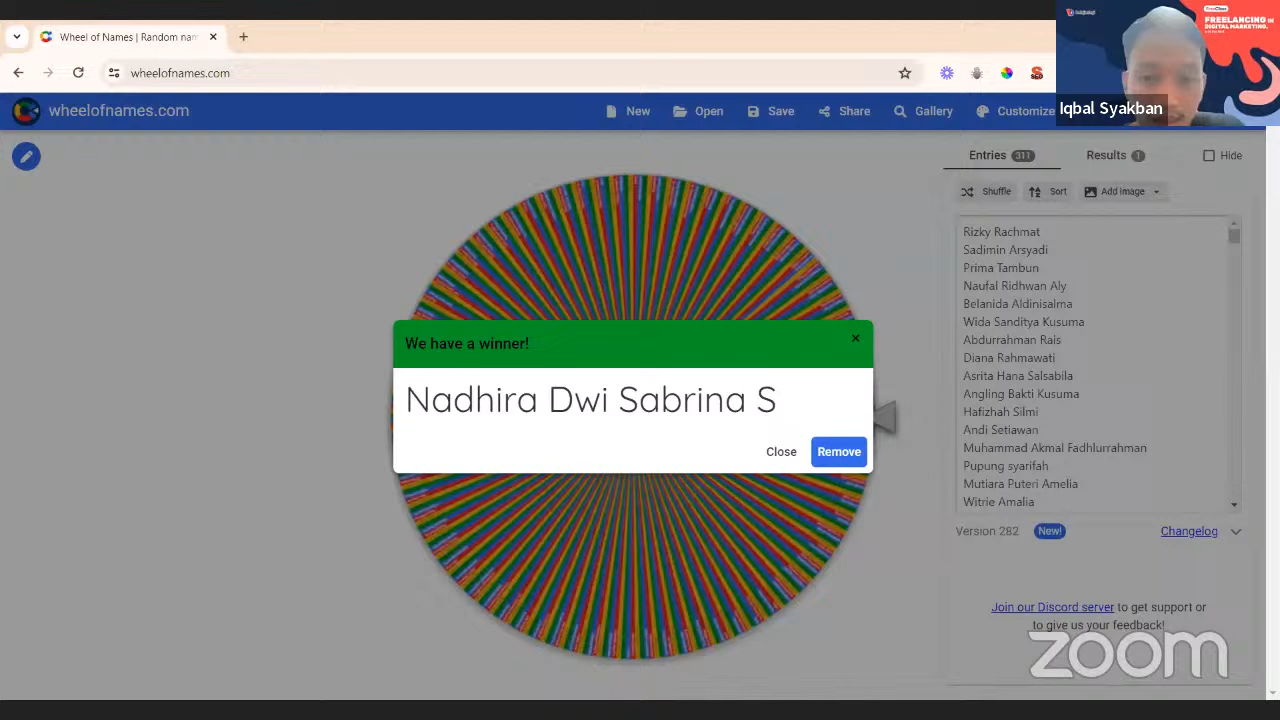 Wheel of Names | Random nam
wheelofnames.com
FREELANCING IN
DIGITAL MARKETING.
Iqbal Syakban
wheelofnames.com
New
Open
Save
Share
Gallery
Customize
Entries 311
Results 1
Hide
Shuffle
Sort
Add image
Rizky Rachmat
Sadimin Arsyadi
Prima Tambun
Naufal Ridhwan Aly
Belanida Aldinisalma
Wida Sanditya Kusuma
Abdurrahman Rais
Diana Rahmawati
Asrita Hana Salsabila
Angling Bakti Kusuma
Hafizhah Silmi
Andi Setiawan
Muhammad Akmal Fadhlurrahman
Pupung syarifah
Mutiara Puteri Amelia
Witrie Amalia
We have a winner!
Nadhira Dwi Sabrina S
Close
Remove
Version 282
New!
Changelog
Join our Discord server to get support or
to give us your feedback!
zoom